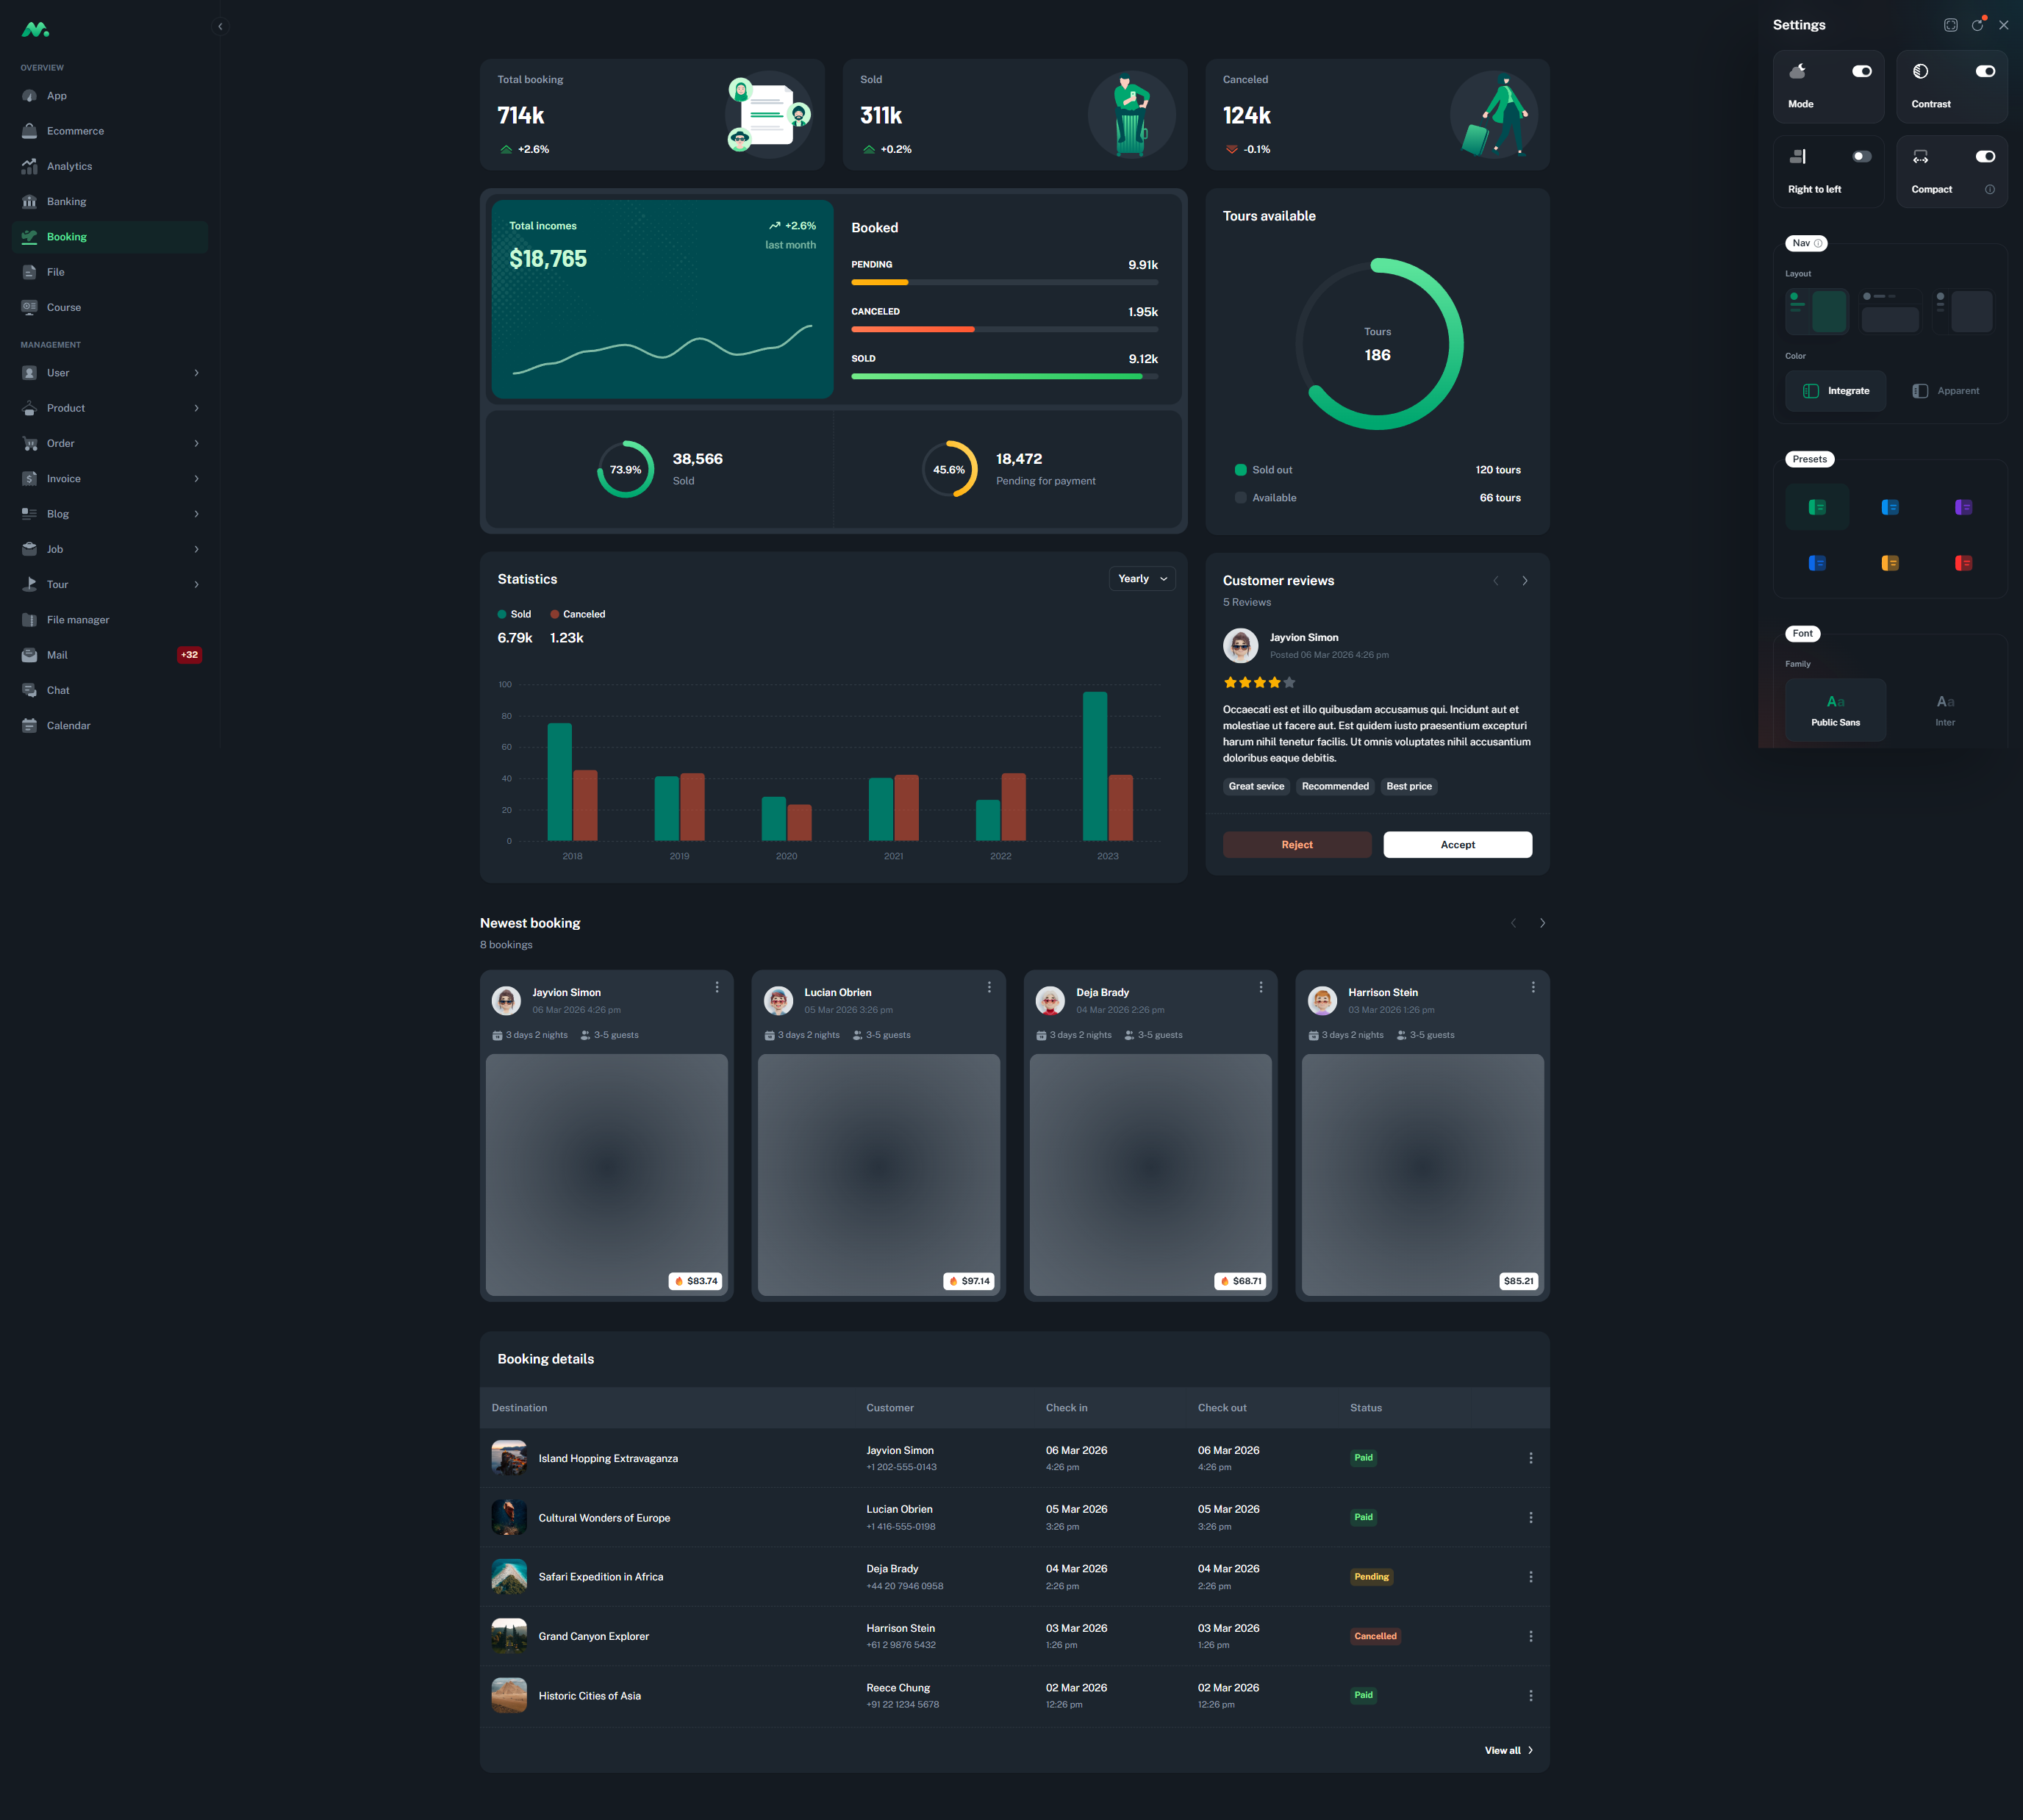 OVERVIEW
App
Ecommerce
Analytics
Banking
Booking
File
Course
MANAGEMENT
User
Product
Order
Invoice
Blog
Job
Tour
File manager
Mail
+32
Chat
Calendar
Total booking
714k
+2.6%
Sold
311k
+0.2%
Canceled
124k
-0.1%
Total incomes
$18,765
+2.6%
last month
Booked
PENDING
9.91k
CANCELED
1.95k
SOLD
9.12k
73.9%
38,566
Sold
45.6%
18,472
Pending for payment
Tours available
Tours
186
Sold out
120 tours
Available
66 tours
Statistics
Yearly
Sold
6.79k
Canceled
1.23k
100
80
60
40
20
0
2018
2019
2020
2021
2022
2023
Customer reviews
5 Reviews
Jayvion Simon
Posted 06 Mar 2026 4:26 pm
Occaecati est et illo quibusdam accusamus qui. Incidunt aut et
molestiae ut facere aut. Est quidem iusto praesentium excepturi
harum nihil tenetur facilis. Ut omnis voluptates nihil accusantium
doloribus eaque debitis.
Great sevice
Recommended
Best price
Reject
Accept
Newest booking
8 bookings
Jayvion Simon
06 Mar 2026 4:26 pm
3 days 2 nights
3-5 guests
$83.74
Lucian Obrien
05 Mar 2026 3:26 pm
3 days 2 nights
3-5 guests
$97.14
Deja Brady
04 Mar 2026 2:26 pm
3 days 2 nights
3-5 guests
$68.71
Harrison Stein
03 Mar 2026 1:26 pm
3 days 2 nights
3-5 guests
$85.21
Booking details
Destination
Customer
Check in
Check out
Status
Island Hopping Extravaganza
Jayvion Simon
+1 202-555-0143
06 Mar 2026
4:26 pm
06 Mar 2026
4:26 pm
Paid
Cultural Wonders of Europe
Lucian Obrien
+1 416-555-0198
05 Mar 2026
3:26 pm
05 Mar 2026
3:26 pm
Paid
Safari Expedition in Africa
Deja Brady
+44 20 7946 0958
04 Mar 2026
2:26 pm
04 Mar 2026
2:26 pm
Pending
Grand Canyon Explorer
Harrison Stein
+61 2 9876 5432
03 Mar 2026
1:26 pm
03 Mar 2026
1:26 pm
Cancelled
Historic Cities of Asia
Reece Chung
+91 22 1234 5678
02 Mar 2026
12:26 pm
02 Mar 2026
12:26 pm
Paid
View all
Settings
Mode
Contrast
Right to left
Compact
Nav
Layout
Color
Integrate
Apparent
Presets
Font
Family
Aa
Public Sans
Aa
Inter